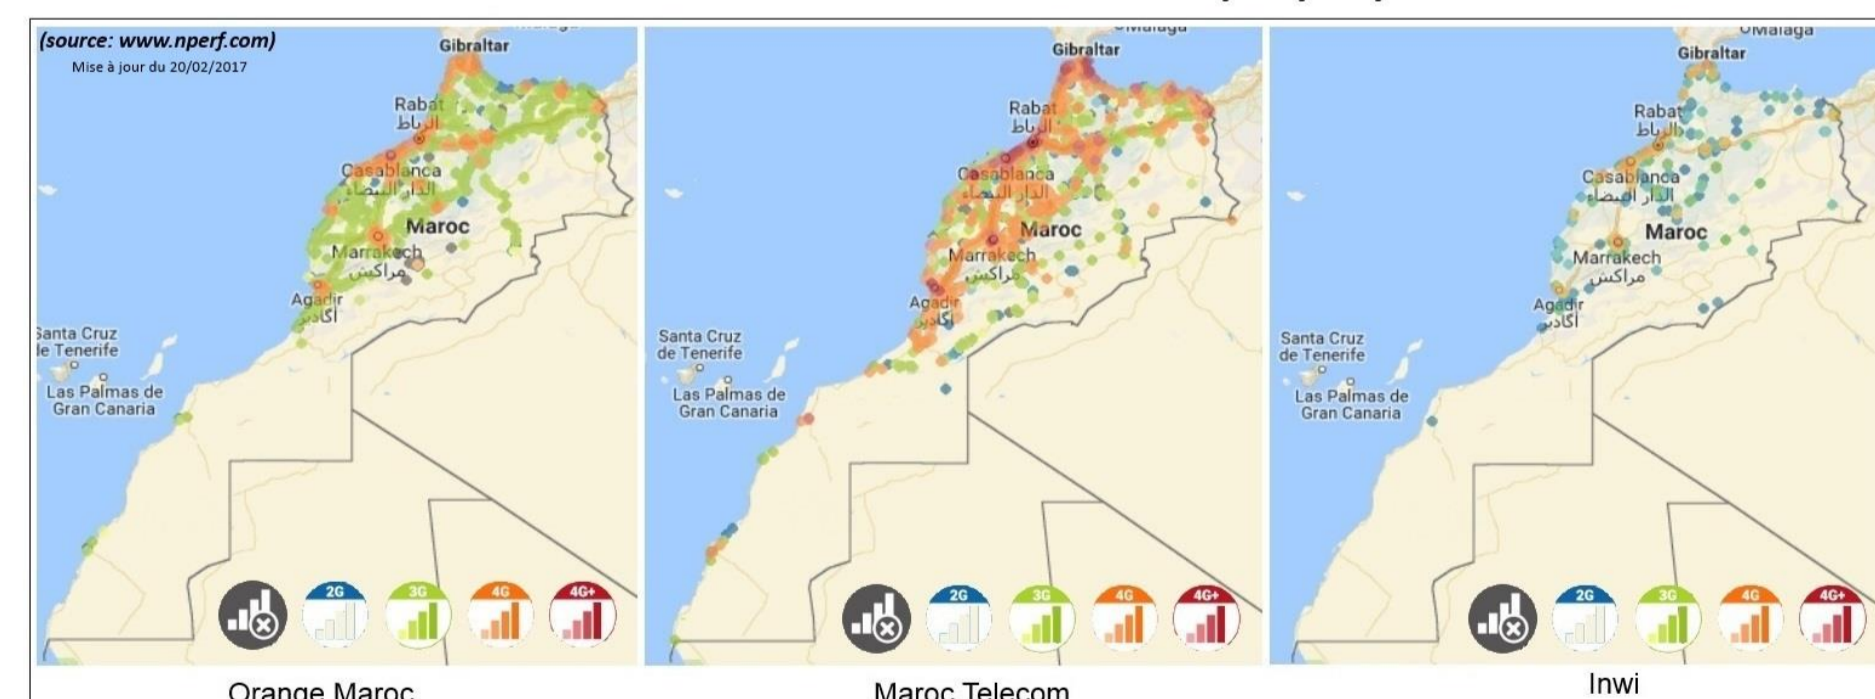 (source: www.nperf.com)
Mise à jour du 20/02/2017
Gibraltar
Rabat
الرباط
Casablanca
الدار البيضاء
Maroc
Marrakech
مراكش
Agadir
أكادير
Santa Cruz
de Tenerife
Las Palmas de
Gran Canaria
2G
3G
4G
4G+
Orange Maroc
Malaga
Gibraltar
Rabat
الرباط
Casablanca
الدار البيضاء
Maroc
Marrakech
مراكش
Agadir
أكادير
Santa Cruz
de Tenerife
Las Palmas de
Gran Canaria
2G
3G
4G
4G+
Maroc Telecom
Malaga
Gibraltar
Rabat
الرباط
Casablanca
الدار البيضاء
Maroc
Marrakech
مراكش
Agadir
أكادير
Santa Cruz
de Tenerife
Las Palmas de
Gran Canaria
2G
3G
4G
4G+
Inwi